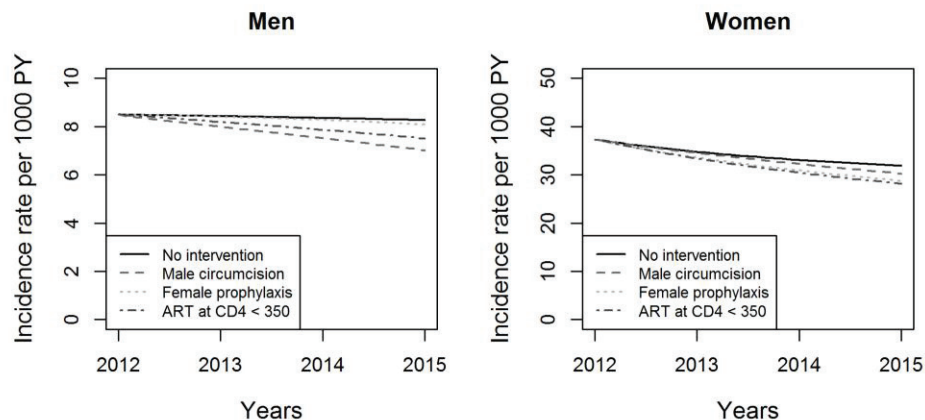 Men
Incidence rate per 1000 PY
10
8
6
4
2
0
No intervention
Male circumcision
Female prophylaxis
ART at CD4 < 350
2012 2013 2014 2015
Years
Women
Incidence rate per 1000 PY
50
40
30
20
10
0
No intervention
Male circumcision
Female prophylaxis
ART at CD4 < 350
2012 2013 2014 2015
Years